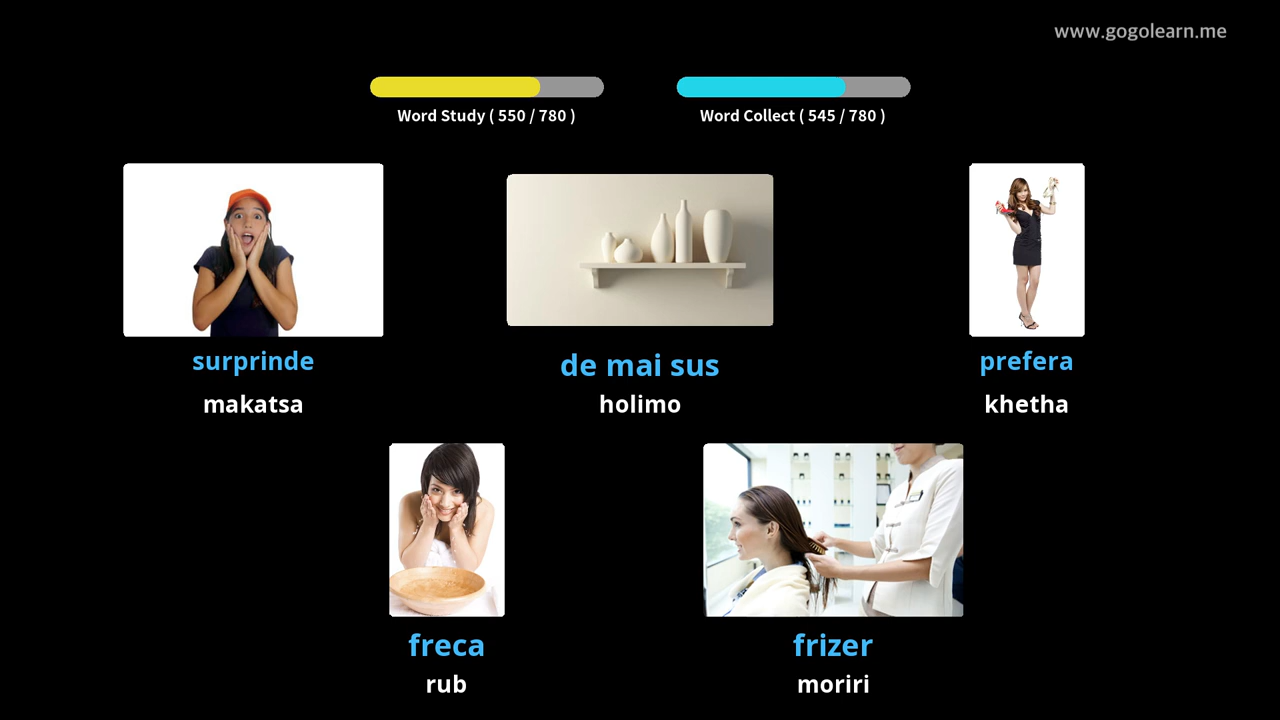 www.gogolearn.me
Word Study ( 550 / 780 )
Word Collect ( 545 / 780 )
surprinde
makatsa
de mai sus
holimo
prefera
khetha
freca
rub
frizer
moriri